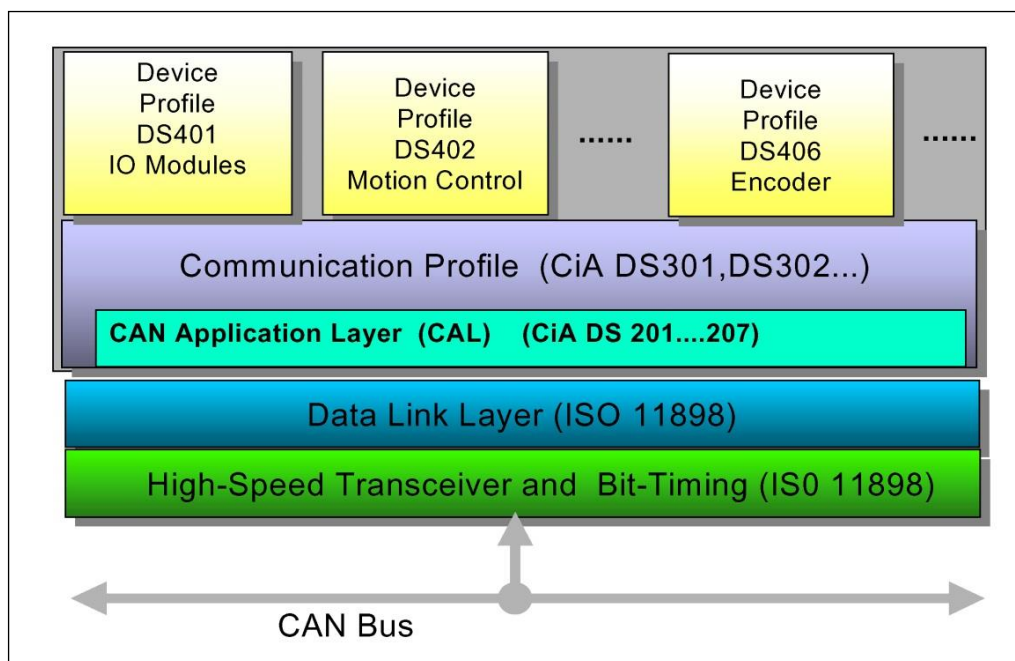 Device
Profile
DS401
IO Modules
Device
Profile
DS402
Motion Control
......
Device
Profile
DS406
Encoder
......
Communication Profile (CiA DS301,DS302...)
CAN Application Layer (CAL) (CiA DS 201....207)
Data Link Layer (ISO 11898)
High-Speed Transceiver and Bit-Timing (IS0 11898)
CAN Bus